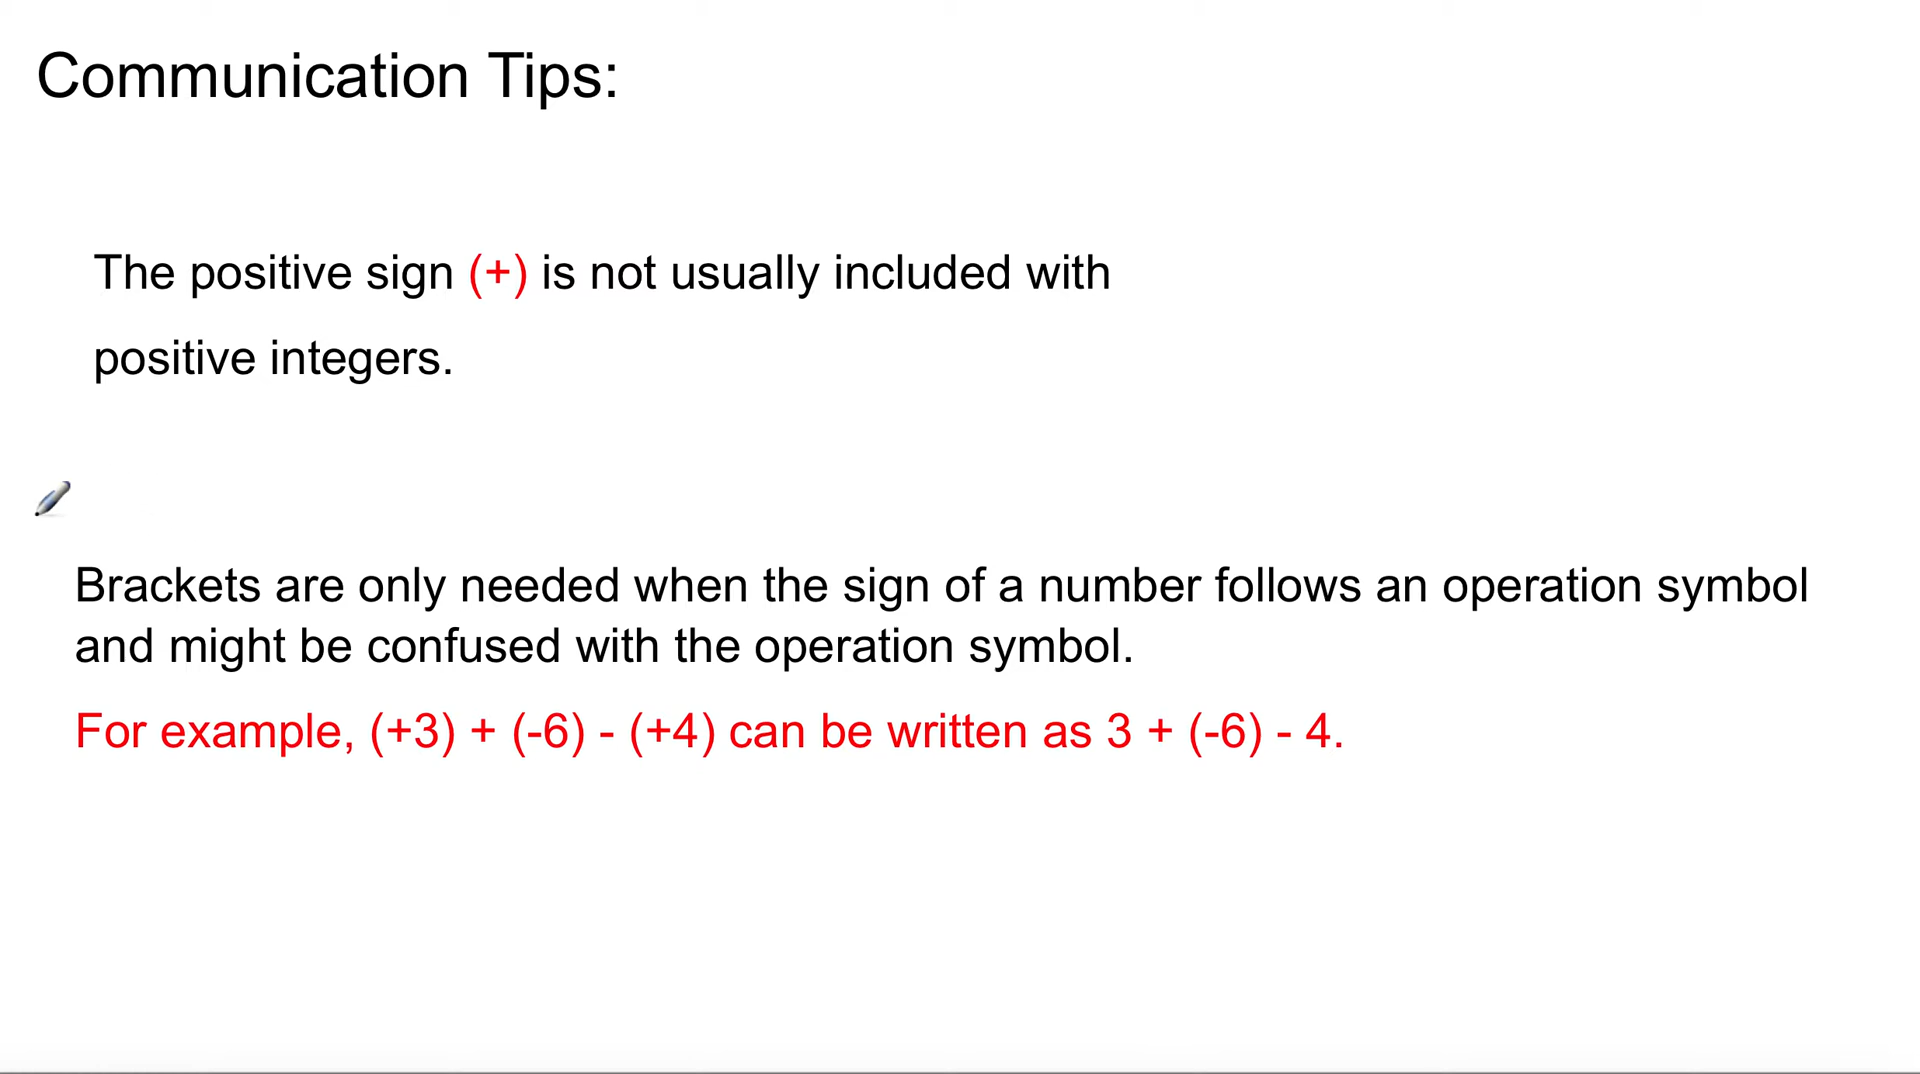 Communication Tips:
The positive sign (+) is not usually included with
positive integers.
Brackets are only needed when the sign of a number follows an operation symbol
and might be confused with the operation symbol.
For example, (+3) + (-6) - (+4) can be written as 3 + (-6) - 4.